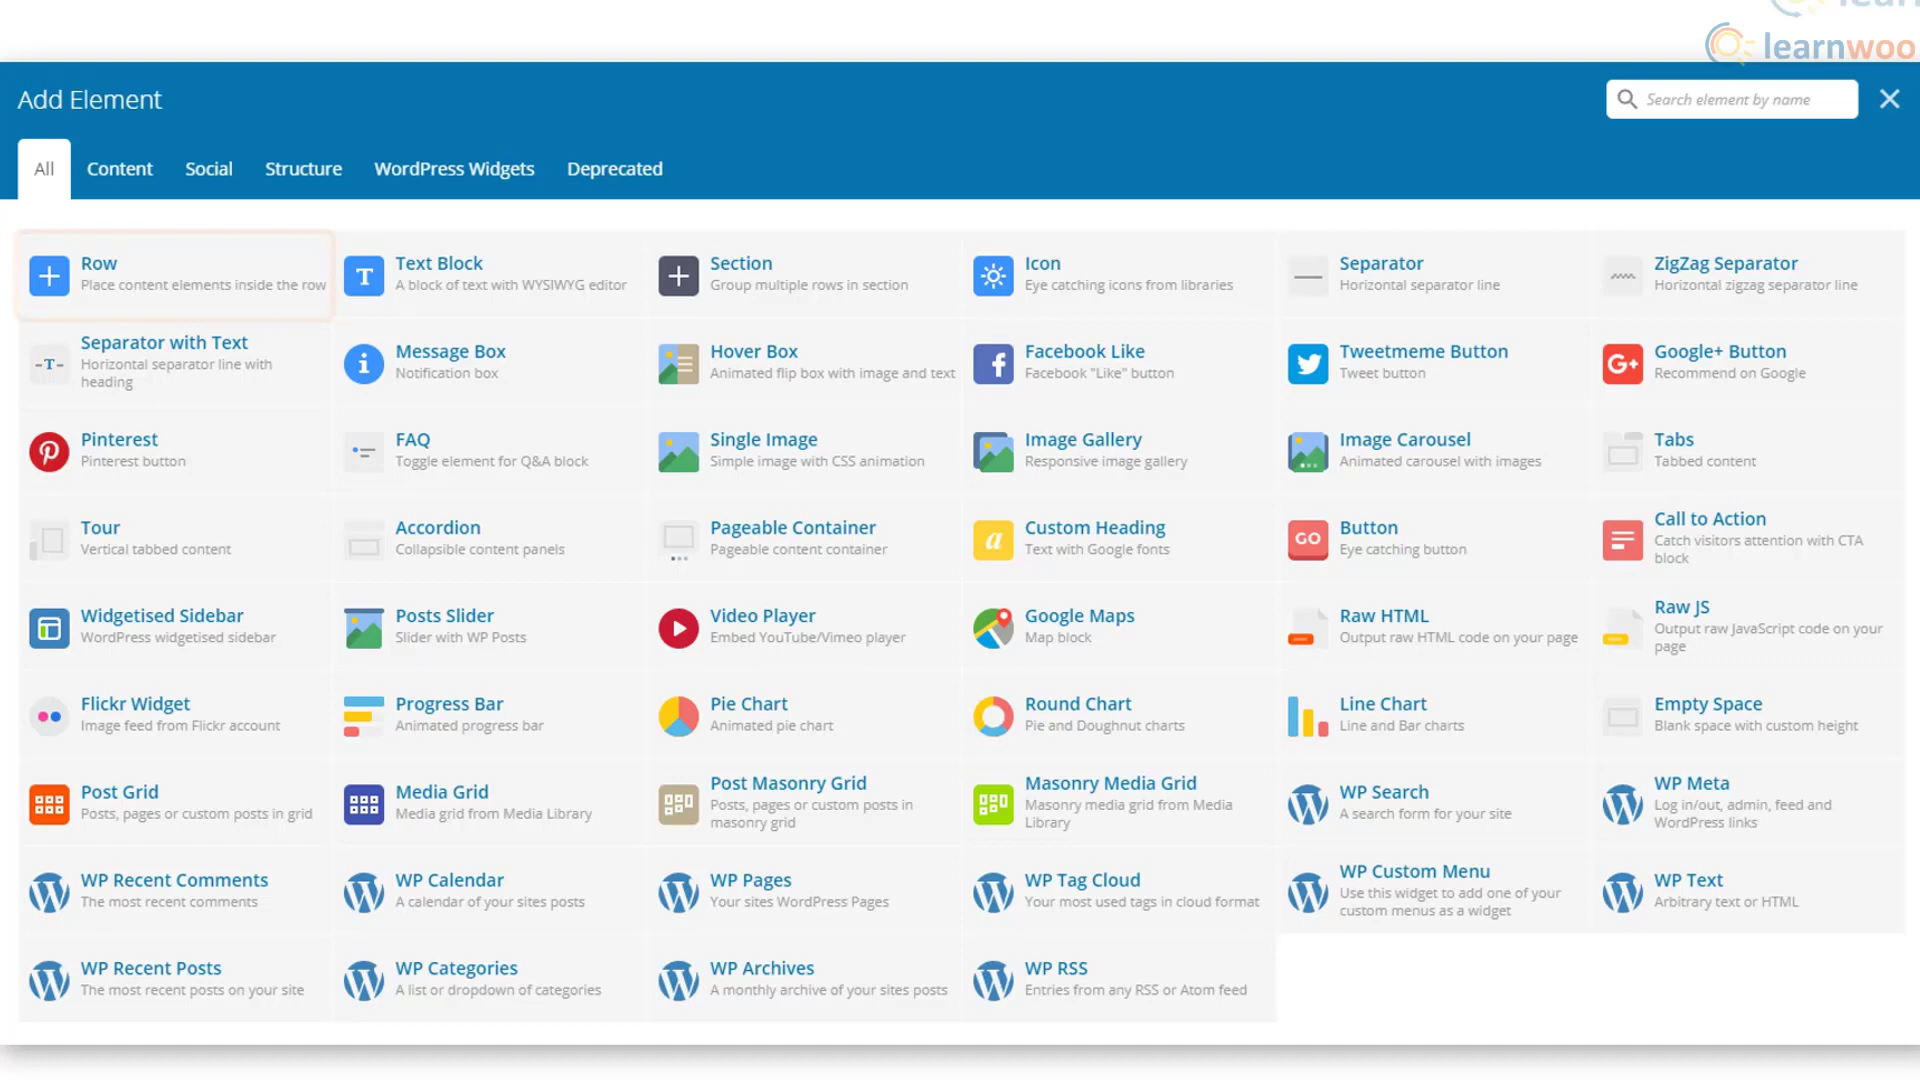 learnwoo
Add Element
Search element by name
All
Content
Social
Structure
WordPress Widgets
Deprecated
Row
Place content elements inside the row
Text Block
A block of text with WYSIWYG editor
Section
Group multiple rows in section
Icon
Eye catching icons from libraries
Separator
Horizontal separator line
ZigZag Separator
Horizontal zigzag separator line
-T-
Separator with Text
Horizontal separator line with
heading
Message Box
Notification box
Hover Box
Animated flip box with image and text
Facebook Like
Facebook "Like" button
Tweetmeme Button
Tweet button
G+
Google+ Button
Recommend on Google
Pinterest
Pinterest button
FAQ
Toggle element for Q&A block
Single Image
Simple image with CSS animation
Image Gallery
Responsive image gallery
Image Carousel
Animated carousel with images
Tabs
Tabbed content
Tour
Vertical tabbed content
Accordion
Collapsible content panels
Pageable Container
Pageable content container
a
Custom Heading
Text with Google fonts
GO
Button
Eye catching button
Call to Action
Catch visitors attention with CTA
block
Widgetised Sidebar
WordPress widgetised sidebar
Posts Slider
Slider with WP Posts
Video Player
Embed YouTube/Vimeo player
Google Maps
Map block
Raw HTML
Output raw HTML code on your page
Raw JS
Output raw JavaScript code on your
page
Flickr Widget
Image feed from Flickr account
Progress Bar
Animated progress bar
Pie Chart
Animated pie chart
Round Chart
Pie and Doughnut charts
Line Chart
Line and Bar charts
Empty Space
Blank space with custom height
Post Grid
Posts, pages or custom posts in grid
Media Grid
Media grid from Media Library
Post Masonry Grid
Posts, pages or custom posts in
masonry grid
Masonry Media Grid
Masonry media grid from Media
Library
WP Search
A search form for your site
WP Meta
Log in/out, admin, feed and
WordPress links
WP Recent Comments
The most recent comments
WP Calendar
A calendar of your sites posts
WP Pages
Your sites WordPress Pages
WP Tag Cloud
Your most used tags in cloud format
WP Custom Menu
Use this widget to add one of your
custom menus as a widget
WP Text
Arbitrary text or HTML
WP Recent Posts
The most recent posts on your site
WP Categories
A list or dropdown of categories
WP Archives
A monthly archive of your sites posts
WP RSS
Entries from any RSS or Atom feed